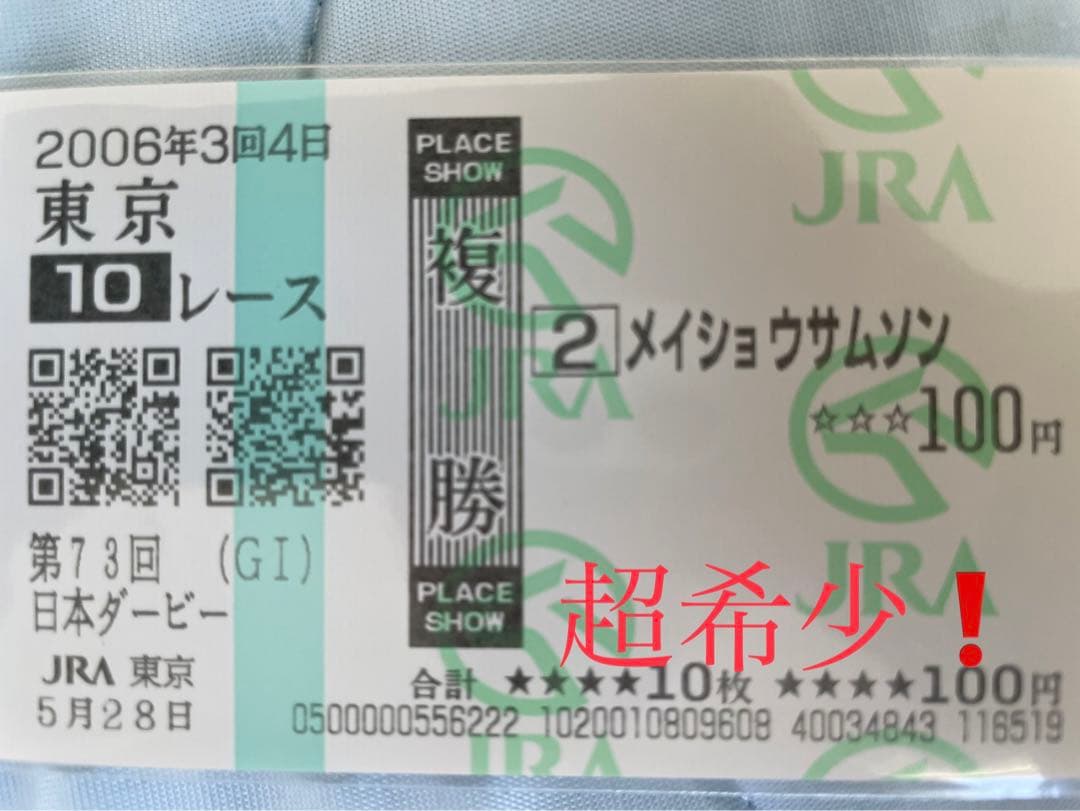 2006年3回4日
東京
10レース
第73回 (GI)
日本ダービー
JRA 東京
5月28日
PLACE
SHOW
複勝
PLACE
SHOW
2 メイショウサムソン
☆☆☆100円
超希少❗
合計 ★★★★10枚 ★★★★100円
0500000556222 1020010809608 40034843 116519
JRA
JRA
JRA
JRA